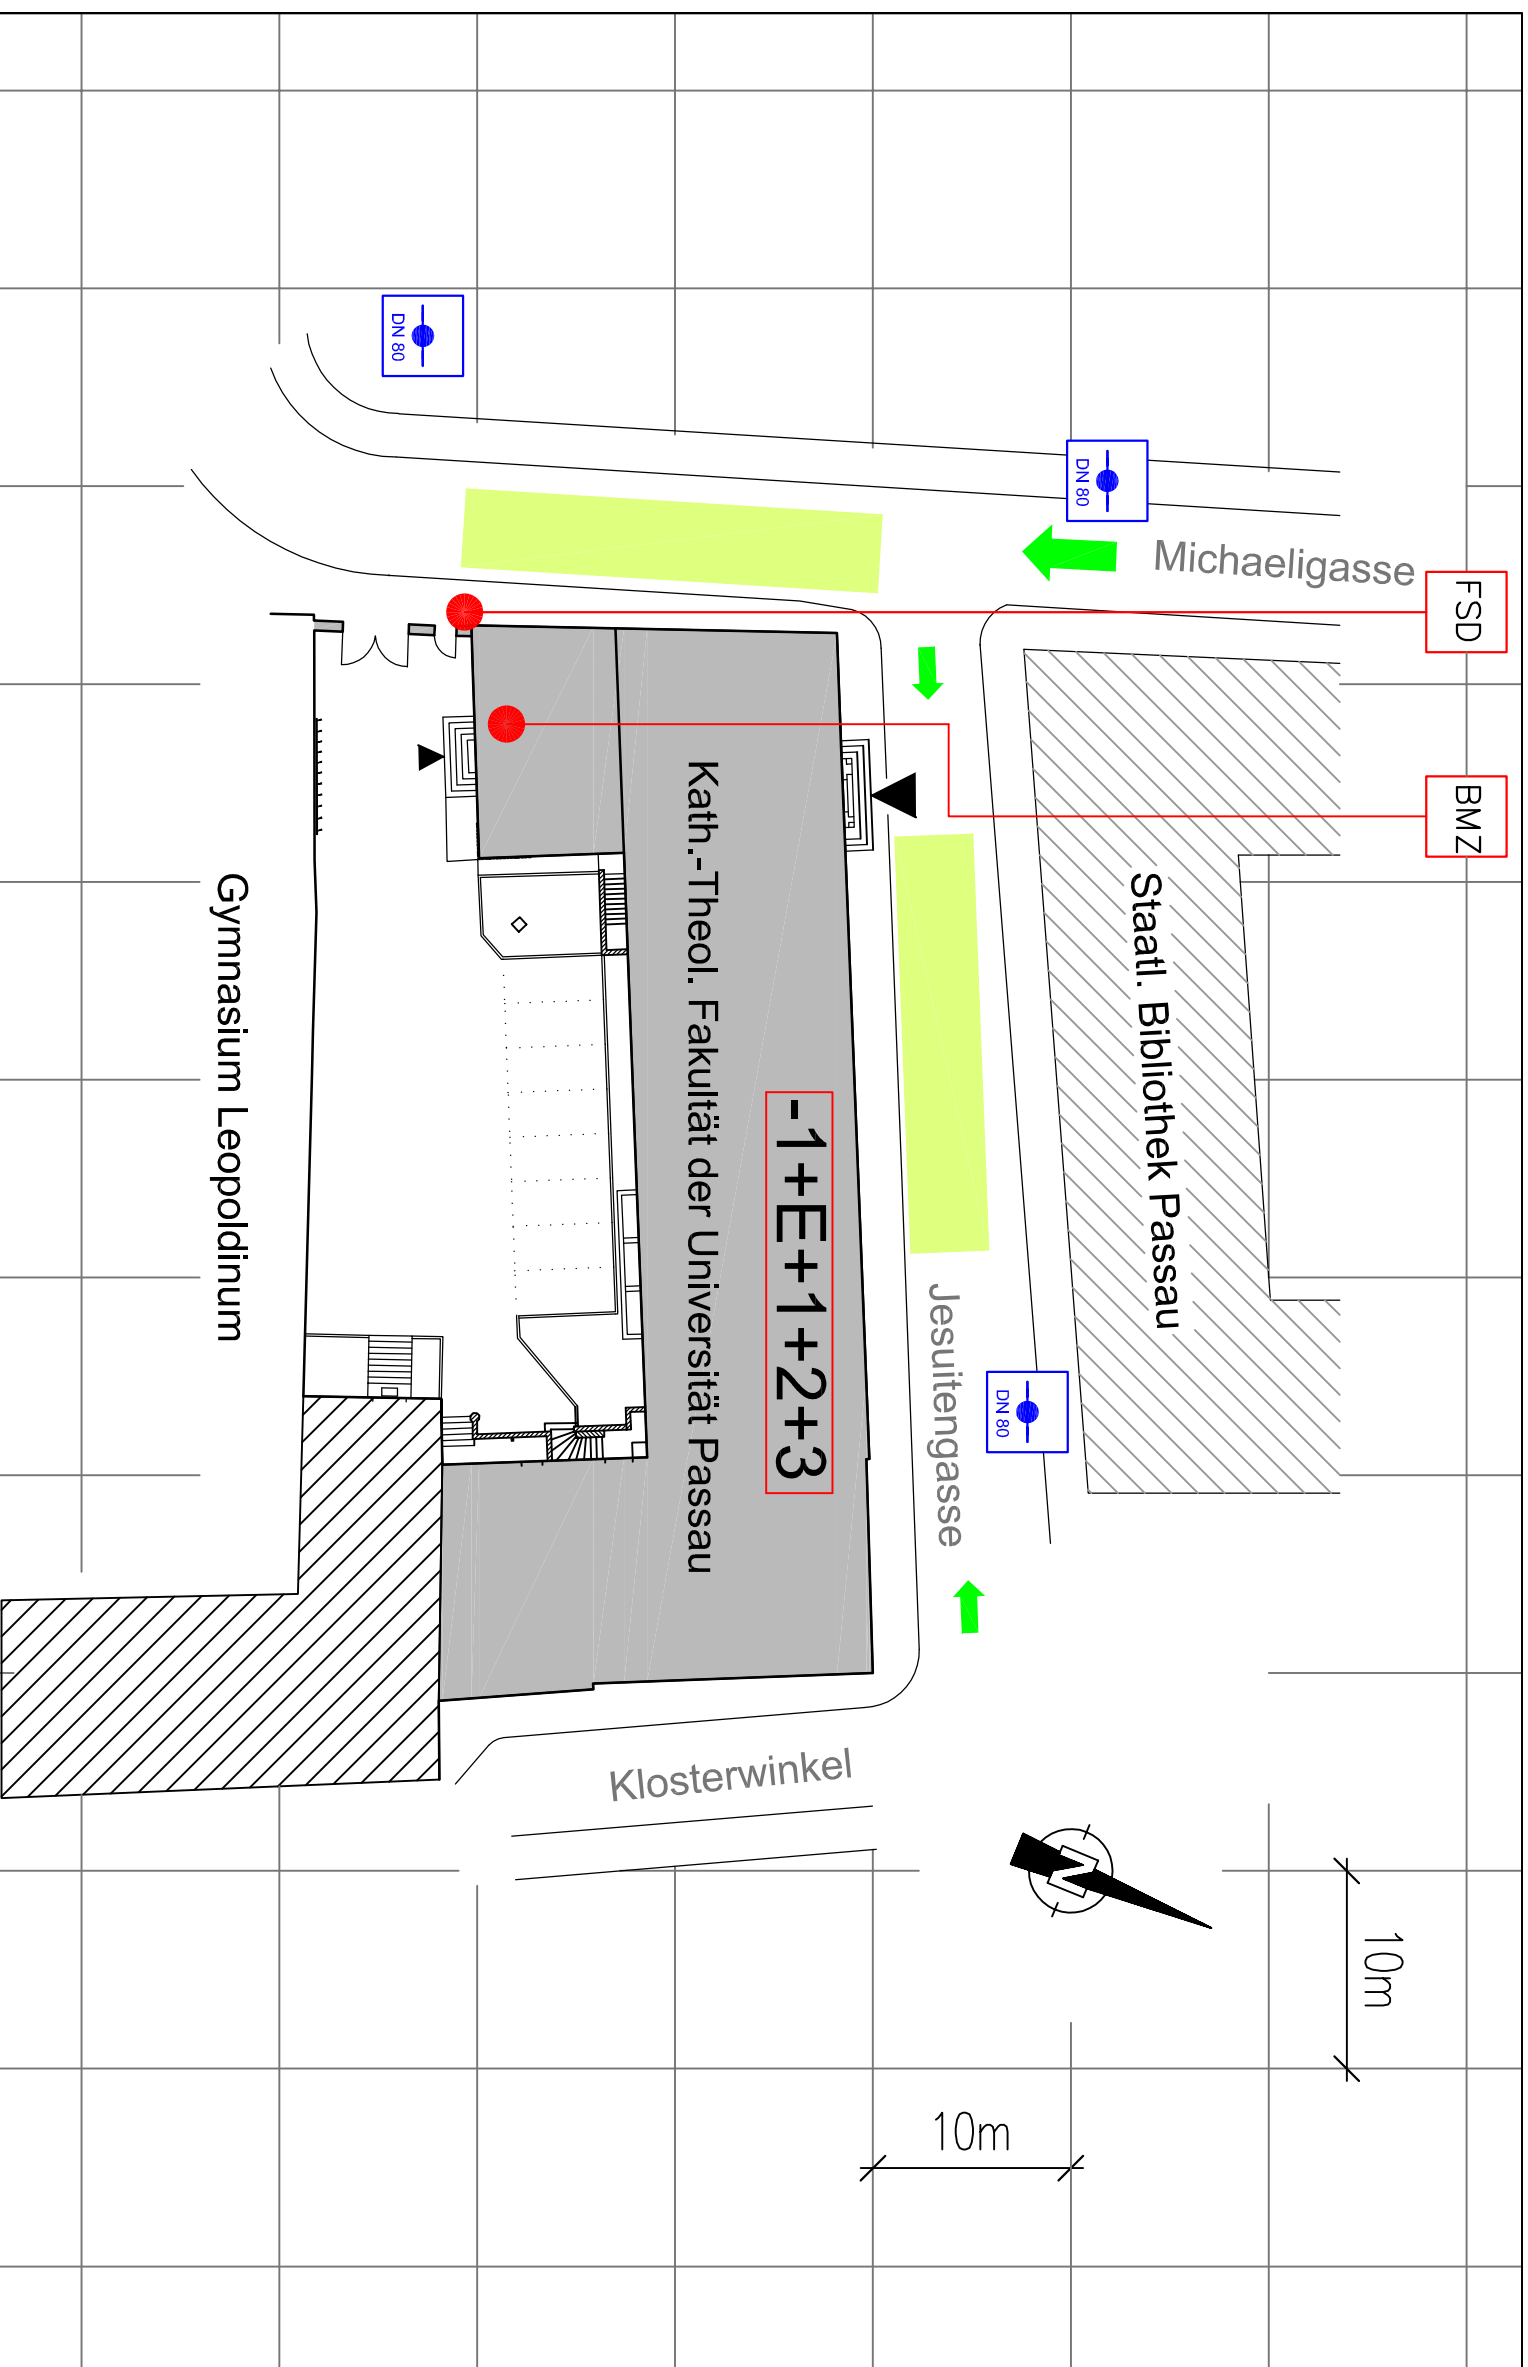 DN 80
DN 80
Michaeligasse
FSD
BMZ
Staatl. Bibliothek Passau
Kath.-Theol. Fakultät der Universität Passau
-1+E+1+2+3
Gymnasium Leopoldinum
Jesuitengasse
DN 80
Klosterwinkel
N
10m
10m